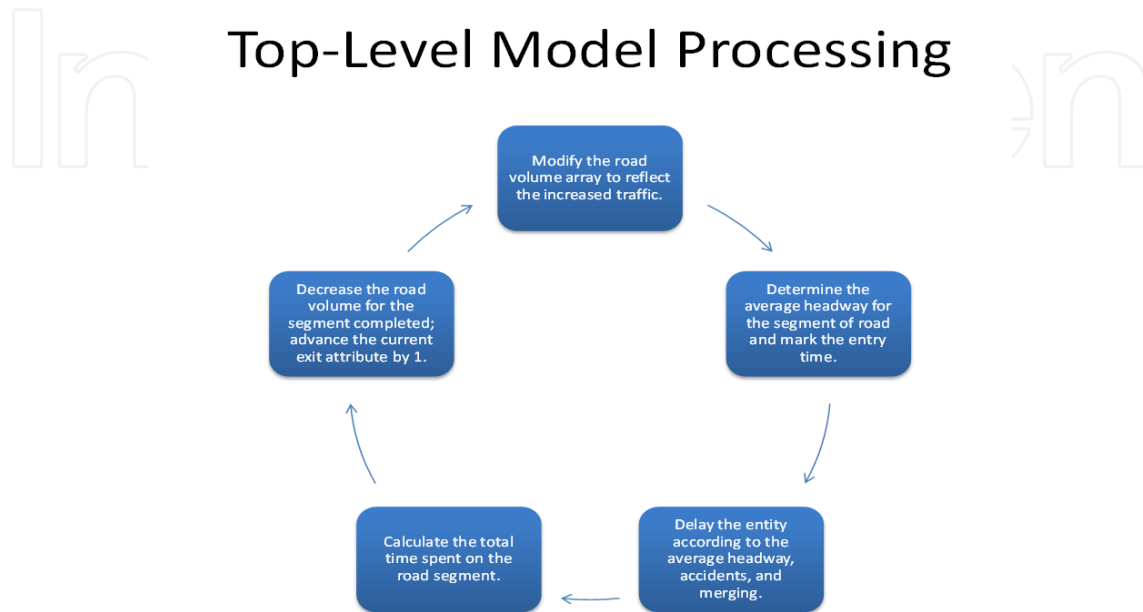 Top-Level Model Processing
Modify the road
volume array to reflect
the increased traffic.
Determine the
average headway for
the segment of road
and mark the entry
time.
Delay the entity
according to the
average headway,
accidents, and
merging.
Calculate the total
time spent on the
road segment.
Decrease the road
volume for the
segment completed;
advance the current
exit attribute by 1.